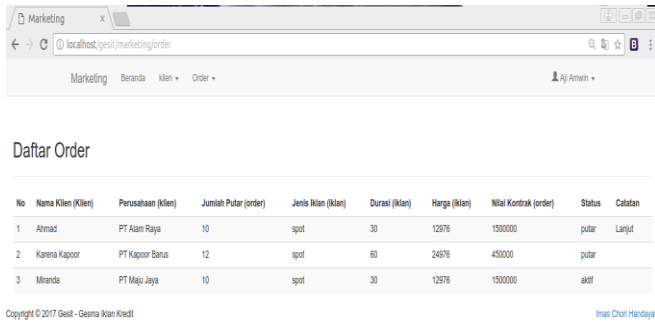 Marketing
localhost/gesit/marketing/order
Marketing Beranda klien Order Aji Amwin
Daftar Order
No Nama Klien (Klien) Perusahaan (klien) Jumlah Putar (order) Jenis Iklan (Iklan) Durasi (iklan) Harga (iklan) Nilai Kontrak (order) Status Catatan
1 Ahmad PT Alam Raya 10 spot 30 12976 1500000 putar Lanjut
2 Karena Kapoor PT Kapoor Barus 12 spot 60 24976 450000 putar
3 Miranda PT Maju Jaya 10 spot 30 12976 1500000 aktif
Copyright © 2017 Gesit - Gesma Iklan Kredit Imas Chori Handaya